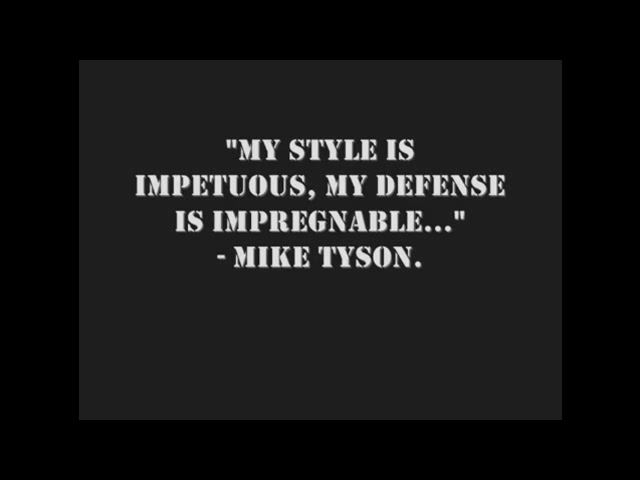 "MY STYLE IS
IMPETUOUS, MY DEFENSE
IS IMPREGNABLE..."
- MIKE TYSON.